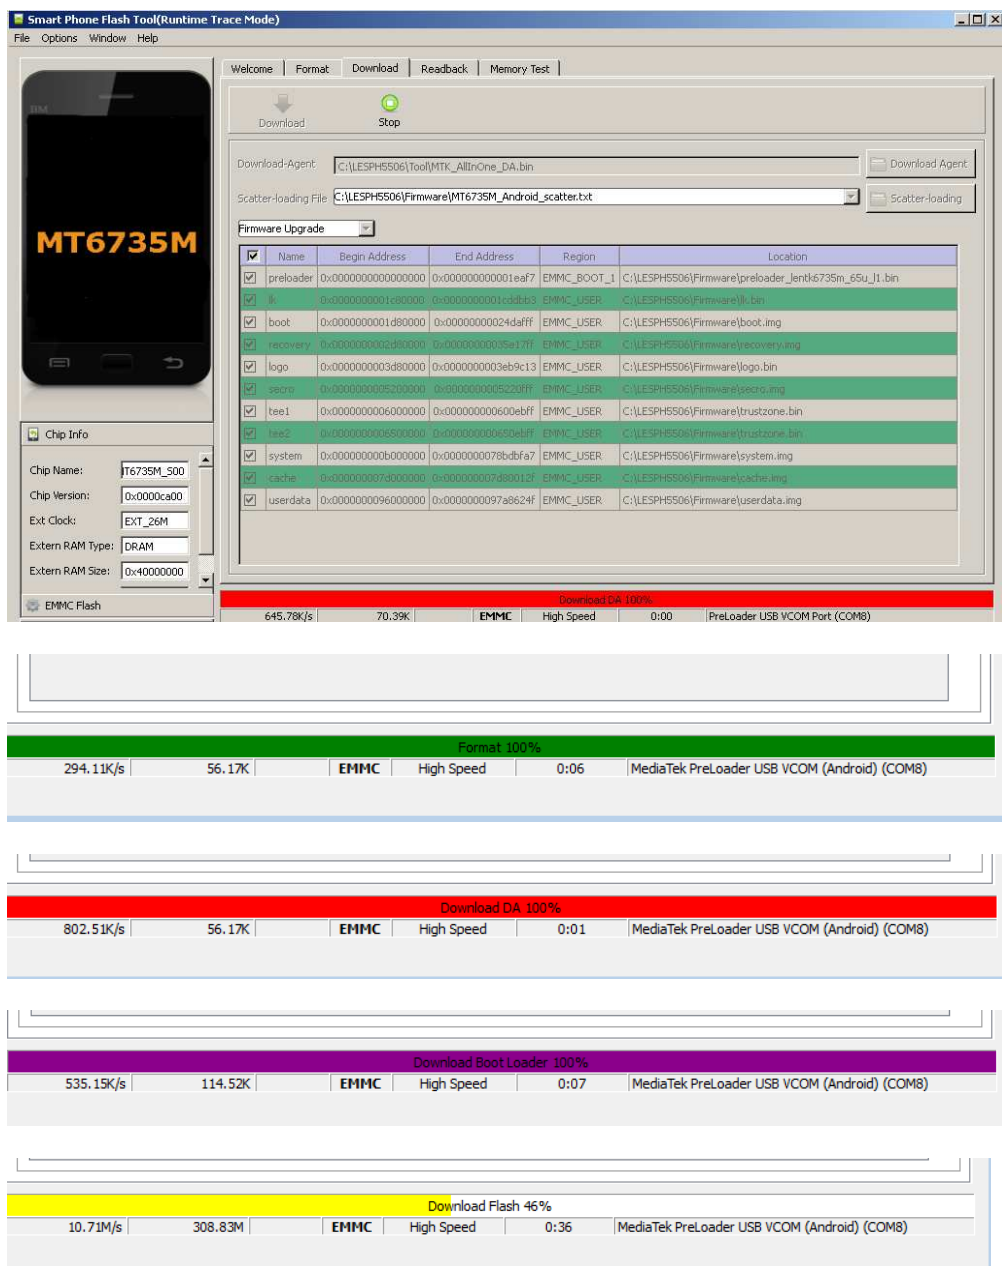 Smart Phone Flash Tool(Runtime Trace Mode)
File Options Window Help
Welcome Format Download Readback Memory Test
BM
Download Stop
Download-Agent C:\LESPH5506\Tool\MTK_AllInOne_DA.bin Download Agent
Scatter-loading File C:\LESPH5506\Firmware\MT6735M_Android_scatter.txt Scatter-loading
Firmware Upgrade
MT6735M
Name Begin Address End Address Region Location
preloader 0x0000000000000000 0x000000000001eaf7 EMMC_BOOT_1 C:\LESPH5506\Firmware\preloader_lentk6735m_65u_l1.bin
lk 0x0000000001c80000 0x0000000001cddbb3 EMMC_USER C:\LESPH5506\Firmware\lk.bin
boot 0x0000000001d80000 0x00000000024dafff EMMC_USER C:\LESPH5506\Firmware\boot.img
recovery 0x0000000002d80000 0x00000000035e17ff EMMC_USER C:\LESPH5506\Firmware\recovery.img
logo 0x0000000003d80000 0x0000000003eb9c13 EMMC_USER C:\LESPH5506\Firmware\logo.bin
secro 0x0000000005200000 0x0000000005220fff EMMC_USER C:\LESPH5506\Firmware\secro.img
tee1 0x0000000006000000 0x000000000600ebff EMMC_USER C:\LESPH5506\Firmware\trustzone.bin
tee2 0x0000000006500000 0x000000000650ebff EMMC_USER C:\LESPH5506\Firmware\trustzone.bin
system 0x000000000b000000 0x0000000078bdbfa7 EMMC_USER C:\LESPH5506\Firmware\system.img
cache 0x000000007d000000 0x000000007d80012f EMMC_USER C:\LESPH5506\Firmware\cache.img
userdata 0x0000000096000000 0x0000000097a8624f EMMC_USER C:\LESPH5506\Firmware\userdata.img
Chip Info
Chip Name: IT6735M_S00
Chip Version: 0x0000ca00
Ext Clock: EXT_26M
Extern RAM Type: DRAM
Extern RAM Size: 0x40000000
EMMC Flash
Download DA 100%
645.78K/s 70.39K EMMC High Speed 0:00 PreLoader USB VCOM Port (COM8)
Format 100%
294.11K/s 56.17K EMMC High Speed 0:06 MediaTek PreLoader USB VCOM (Android) (COM8)
Download DA 100%
802.51K/s 56.17K EMMC High Speed 0:01 MediaTek PreLoader USB VCOM (Android) (COM8)
Download Boot Loader 100%
535.15K/s 114.52K EMMC High Speed 0:07 MediaTek PreLoader USB VCOM (Android) (COM8)
Download Flash 46%
10.71M/s 308.83M EMMC High Speed 0:36 MediaTek PreLoader USB VCOM (Android) (COM8)